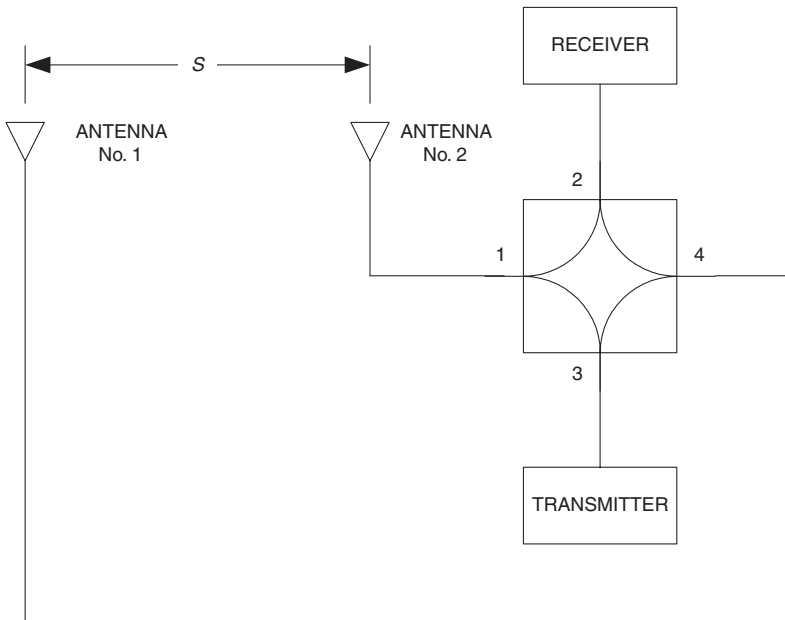 RECEIVER
S
ANTENNA
No. 1
ANTENNA
No. 2
2
1
4
3
TRANSMITTER